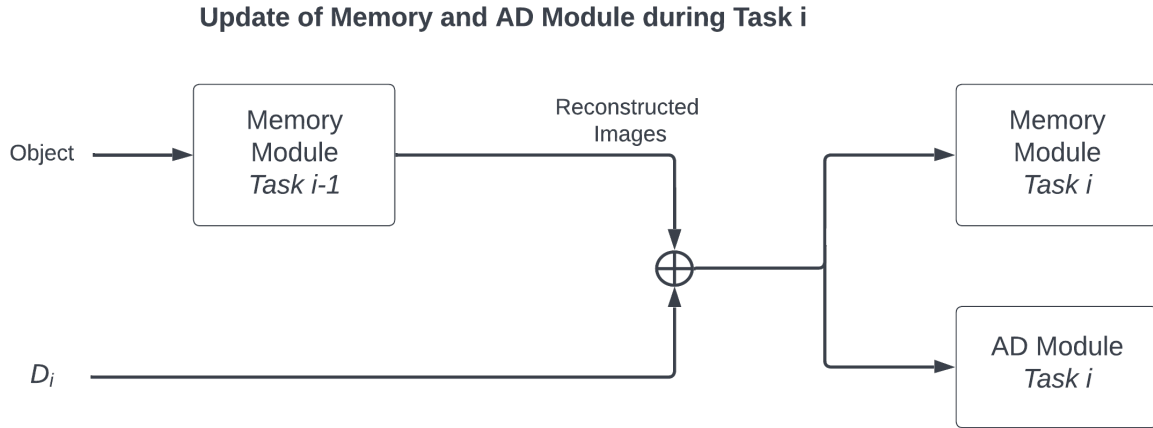 Update of Memory and AD Module during Task i
Object
Memory
Module
Task i-1
Reconstructed
Images
Memory
Module
Task i
D_i
AD Module
Task i